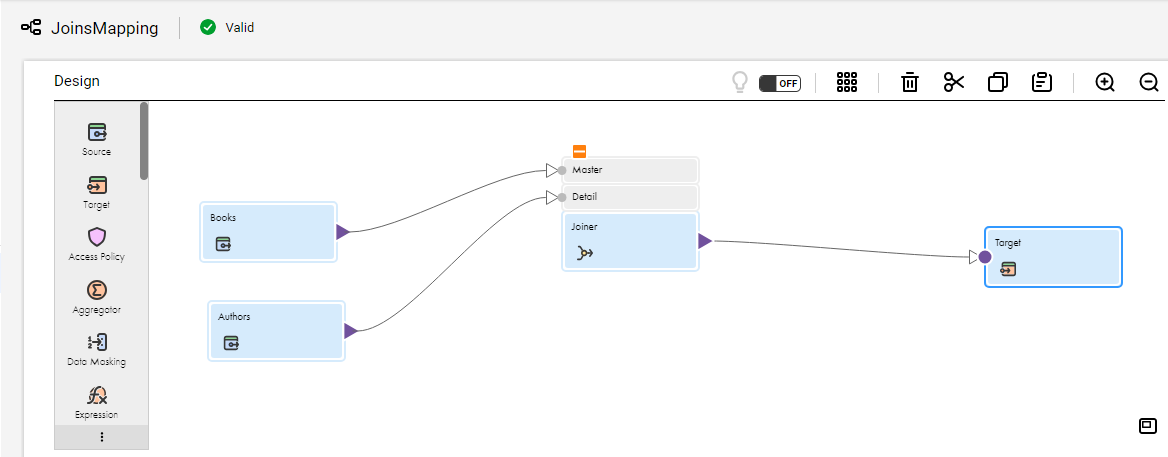 JoinsMapping
Valid
Design
OFF
Source
Target
Access Policy
Aggregator
Data Masking
Expression
Books
Authors
Master
Detail
Joiner
Target